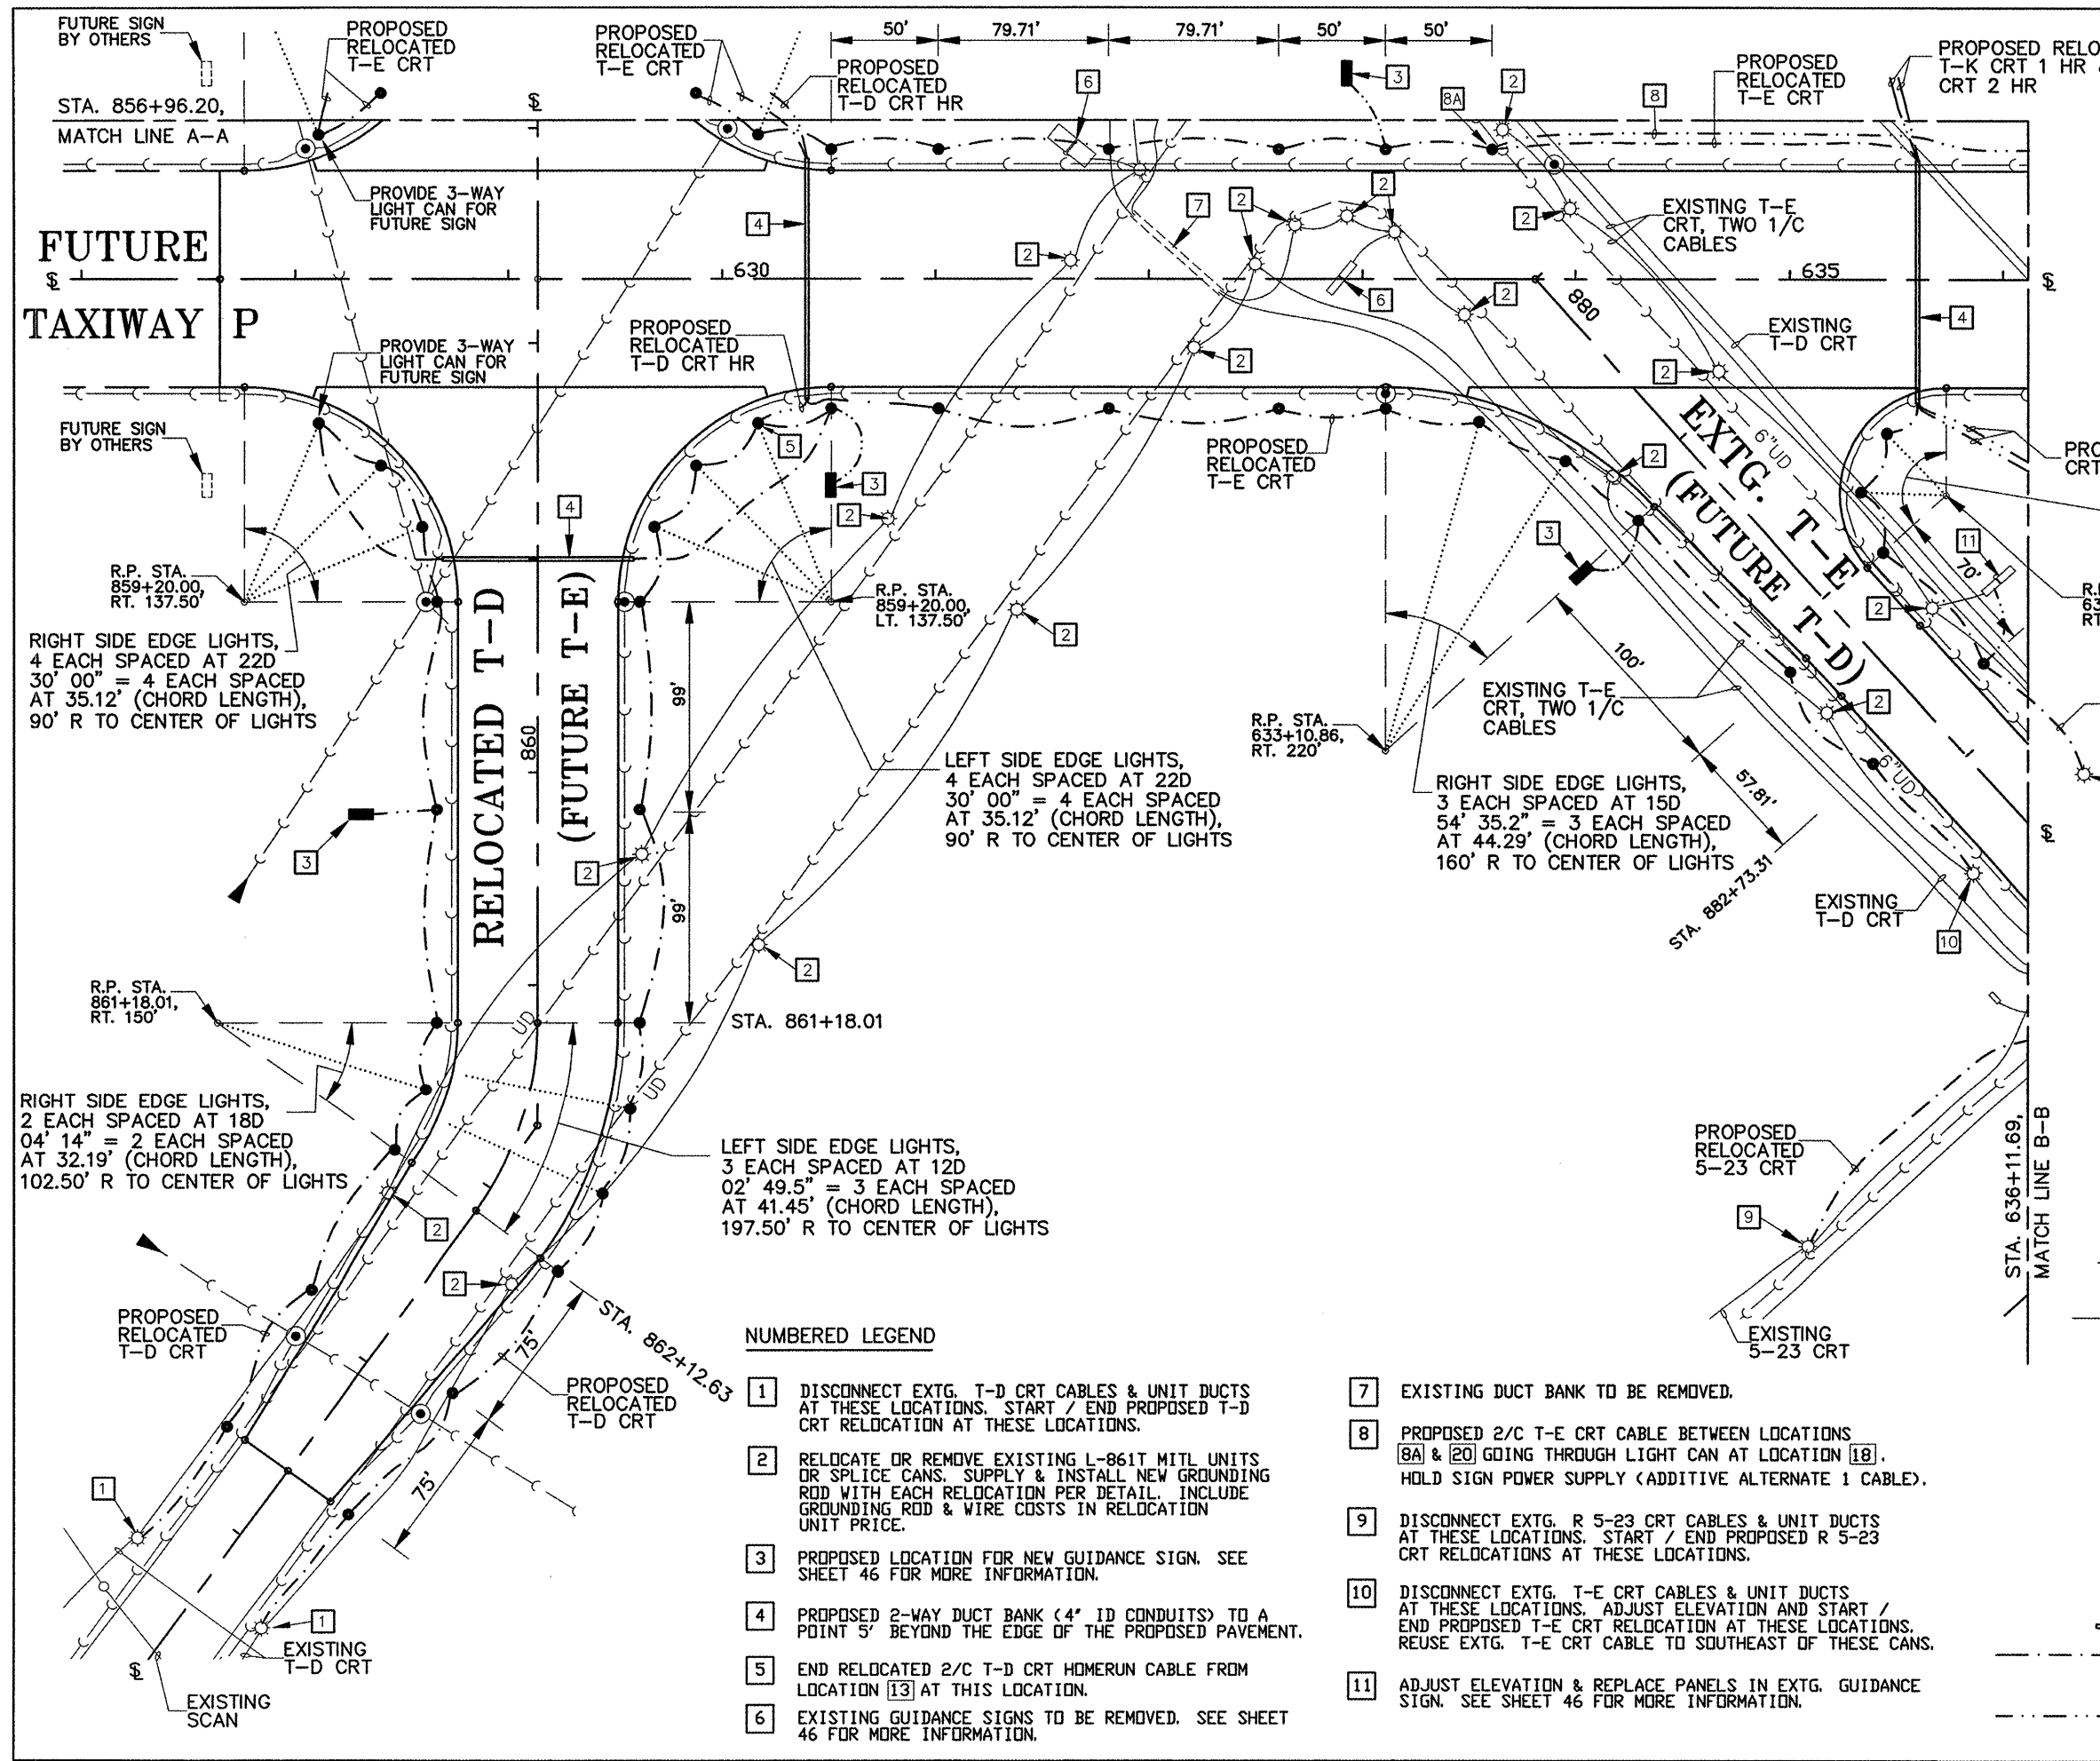 FUTURE SIGN
BY OTHERS
PROPOSED
RELOCATED
T-E CRT
PROPOSED
RELOCATED
T-E CRT
50'
79.71'
79.71'
50'
50'
PROPOSED
RELOCATED
T-D CRT HR
6
3
8A
2
8
PROPOSED
RELOCATED
T-E CRT
PROPOSED RELO
T-K CRT 1 HR
CRT 2 HR
STA. 856+96.20,
MATCH LINE A-A
℄
PROVIDE 3-WAY
LIGHT CAN FOR
FUTURE SIGN
4
7
2
2
2
2
EXISTING T-E
CRT, TWO 1/C
CABLES
FUTURE
℄
TAXIWAY P
630
6
2
880
635
℄
4
PROPOSED
RELOCATED
T-D CRT HR
PROVIDE 3-WAY
LIGHT CAN FOR
FUTURE SIGN
2
EXISTING
T-D CRT
2
FUTURE SIGN
BY OTHERS
5
3
2
4
PROPOSED
RELOCATED
T-E CRT
2
6"UD
EXTG. T-E
(FUTURE T-D)
PRO
CRT
3
11
70'
2
R.P. STA.
859+20.00,
RT. 137.50'
R.P. STA.
859+20.00,
LT. 137.50'
2
R.
63
RT
RIGHT SIDE EDGE LIGHTS,
4 EACH SPACED AT 22D
30' 00" = 4 EACH SPACED
AT 35.12' (CHORD LENGTH),
90' R TO CENTER OF LIGHTS
RELOCATED T-D
(FUTURE T-E)
860
99'
99'
100'
EXISTING T-E
CRT, TWO 1/C
CABLES
2
R.P. STA.
633+10.86,
RT. 220'
LEFT SIDE EDGE LIGHTS,
4 EACH SPACED AT 22D
30' 00" = 4 EACH SPACED
AT 35.12' (CHORD LENGTH),
90' R TO CENTER OF LIGHTS
RIGHT SIDE EDGE LIGHTS,
3 EACH SPACED AT 15D
54' 35.2" = 3 EACH SPACED
AT 44.29' (CHORD LENGTH),
160' R TO CENTER OF LIGHTS
57.81'
6"UD
STA. 882+73.31
℄
3
2
2
EXISTING
T-D CRT
10
R.P. STA.
861+18.01,
RT. 150'
UD
STA. 861+18.01
UD
RIGHT SIDE EDGE LIGHTS,
2 EACH SPACED AT 18D
04' 14" = 2 EACH SPACED
AT 32.19' (CHORD LENGTH),
102.50' R TO CENTER OF LIGHTS
LEFT SIDE EDGE LIGHTS,
3 EACH SPACED AT 12D
02' 49.5" = 3 EACH SPACED
AT 41.45' (CHORD LENGTH),
197.50' R TO CENTER OF LIGHTS
PROPOSED
RELOCATED
5-23 CRT
9
STA. 636+11.69,
MATCH LINE B-B
EXISTING
5-23 CRT
2
2
PROPOSED
RELOCATED
T-D CRT
STA. 862+12.63
75'
PROPOSED
RELOCATED
T-D CRT
75'
1
1
EXISTING
T-D CRT
℄
EXISTING
SCAN
NUMBERED LEGEND
1 DISCONNECT EXTG. T-D CRT CABLES & UNIT DUCTS
AT THESE LOCATIONS. START / END PROPOSED T-D
CRT RELOCATION AT THESE LOCATIONS.
2 RELOCATE OR REMOVE EXISTING L-861T MITL UNITS
OR SPLICE CANS. SUPPLY & INSTALL NEW GROUNDING
ROD WITH EACH RELOCATION PER DETAIL. INCLUDE
GROUNDING ROD & WIRE COSTS IN RELOCATION
UNIT PRICE.
3 PROPOSED LOCATION FOR NEW GUIDANCE SIGN. SEE
SHEET 46 FOR MORE INFORMATION.
4 PROPOSED 2-WAY DUCT BANK (4" ID CONDUITS) TO A
POINT 5' BEYOND THE EDGE OF THE PROPOSED PAVEMENT.
5 END RELOCATED 2/C T-D CRT HOMERUN CABLE FROM
LOCATION 13 AT THIS LOCATION.
6 EXISTING GUIDANCE SIGNS TO BE REMOVED. SEE SHEET
46 FOR MORE INFORMATION.
7 EXISTING DUCT BANK TO BE REMOVED.
8 PROPOSED 2/C T-E CRT CABLE BETWEEN LOCATIONS
8A & 20 GOING THROUGH LIGHT CAN AT LOCATION 18.
HOLD SIGN POWER SUPPLY (ADDITIVE ALTERNATE 1 CABLE).
9 DISCONNECT EXTG. R 5-23 CRT CABLES & UNIT DUCTS
AT THESE LOCATIONS. START / END PROPOSED R 5-23
CRT RELOCATIONS AT THESE LOCATIONS.
10 DISCONNECT EXTG. T-E CRT CABLES & UNIT DUCTS
AT THESE LOCATIONS. ADJUST ELEVATION AND START /
END PROPOSED T-E CRT RELOCATION AT THESE LOCATIONS.
REUSE EXTG. T-E CRT CABLE TO SOUTHEAST OF THESE CANS.
11 ADJUST ELEVATION & REPLACE PANELS IN EXTG. GUIDANCE
SIGN. SEE SHEET 46 FOR MORE INFORMATION.